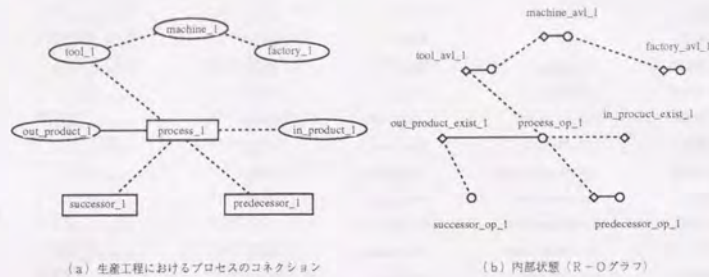 machine_1
tool_1
factory_1
out_product_1
process_1
in_product_1
successor_1
predecessor_1
(a) 生産工程におけるプロセスのコネクション
machine_avl_1
tool_avl_1
factory_avl_1
out_product_exist_1
process_op_1
in_procuct_exist_1
successor_op_1
predecessor_op_1
(b) 内部状態（R－Oグラフ）